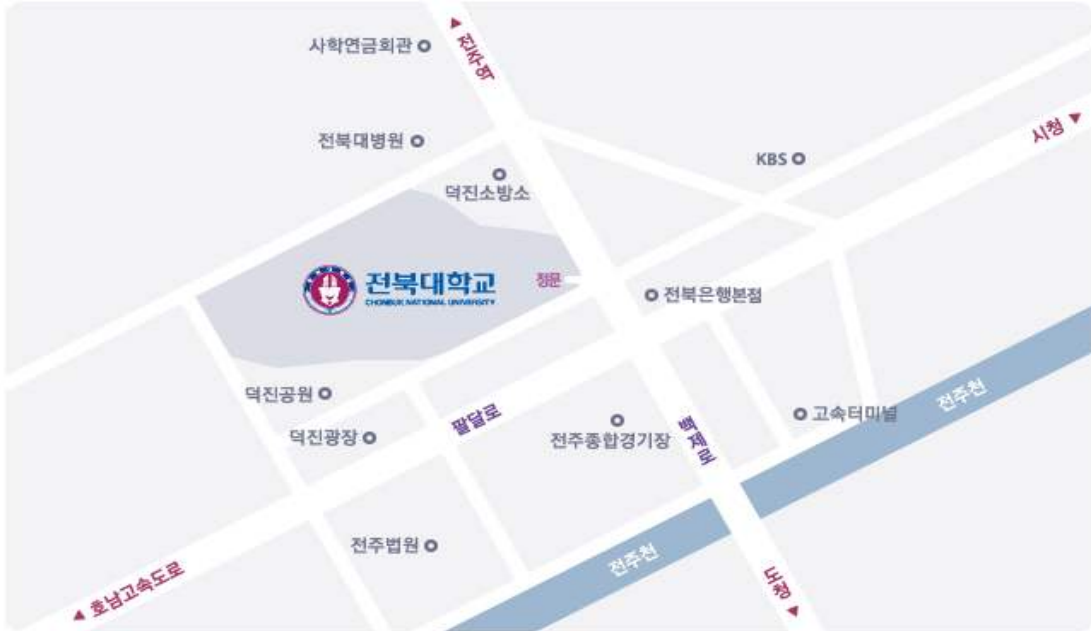 사학연금회관
▲ 전주역
전북대병원
KBS
시청 ▶
덕진소방소
전북대학교
CHONBUK NATIONAL UNIVERSITY
정문
전북은행본점
덕진공원
팔달로
덕진광장
전주종합경기장
백제로
고속터미널
전주천
전주법원
전주천
◀ 호남고속도로
도청 ▼